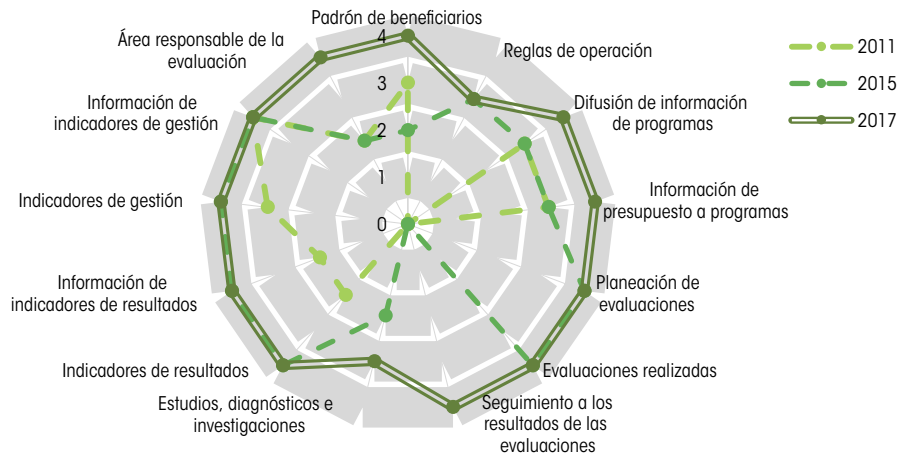 Padrón de beneficiarios
Reglas de operación
Difusión de información
de programas
Información de
presupuesto a programas
Planeación de
evaluaciones
Evaluaciones realizadas
Seguimiento a los
resultados de las
evaluaciones
Estudios, diagnósticos e
investigaciones
Indicadores de resultados
Información de
indicadores de resultados
Indicadores de gestión
Información de
indicadores de gestión
Área responsable de la
evaluación
4
3
2
1
0
2011
2015
2017